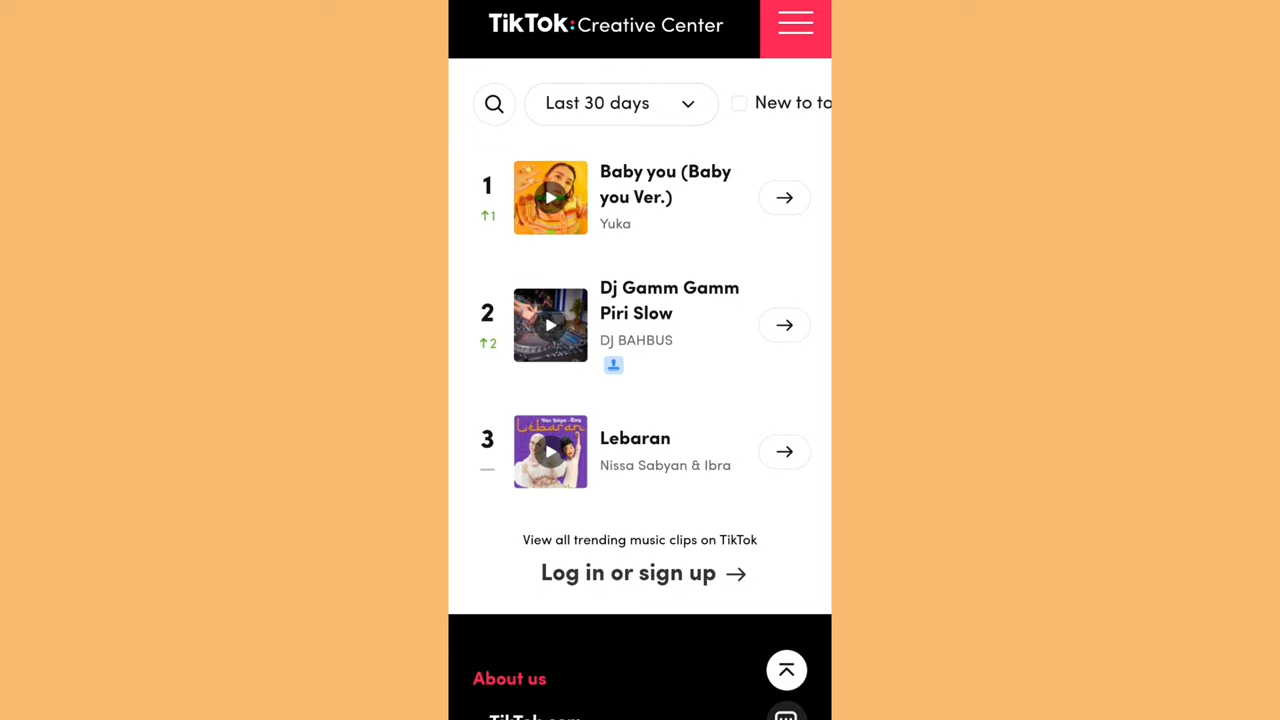 TikTok:Creative Center
Last 30 days
New to to
1
↑1
Baby you (Baby
you Ver.)
Yuka
2
↑2
Dj Gamm Gamm
Piri Slow
DJ BAHBUS
3
Lebaran
Nissa Sabyan & Ibra
Lebaran
View all trending music clips on TikTok
Log in or sign up →
About us
TikTok.com